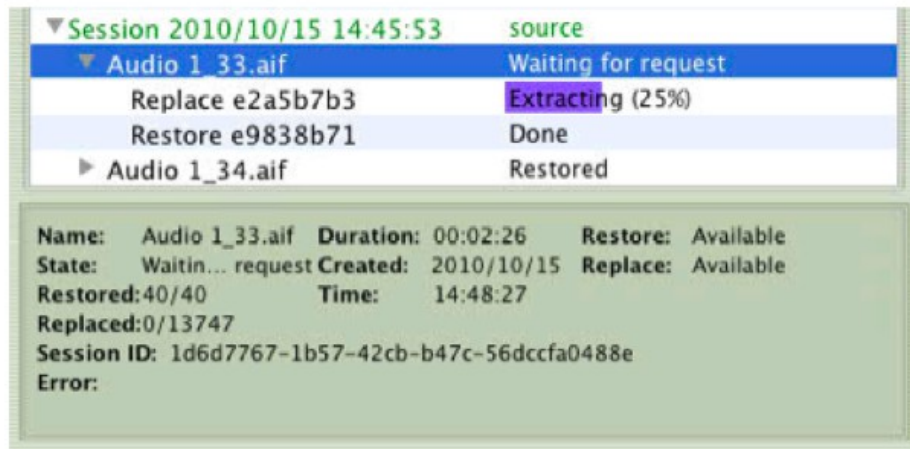 Session 2010/10/15 14:45:53 source
Audio 1_33.aif Waiting for request
Replace e2a5b7b3 Extracting (25%)
Restore e9838b71 Done
Audio 1_34.aif Restored
Name: Audio 1_33.aif Duration: 00:02:26 Restore: Available
State: Waitin... request Created: 2010/10/15 Replace: Available
Restored: 40/40 Time: 14:48:27
Replaced: 0/13747
Session ID: 1d6d7767-1b57-42cb-b47c-56dccfa0488e
Error: